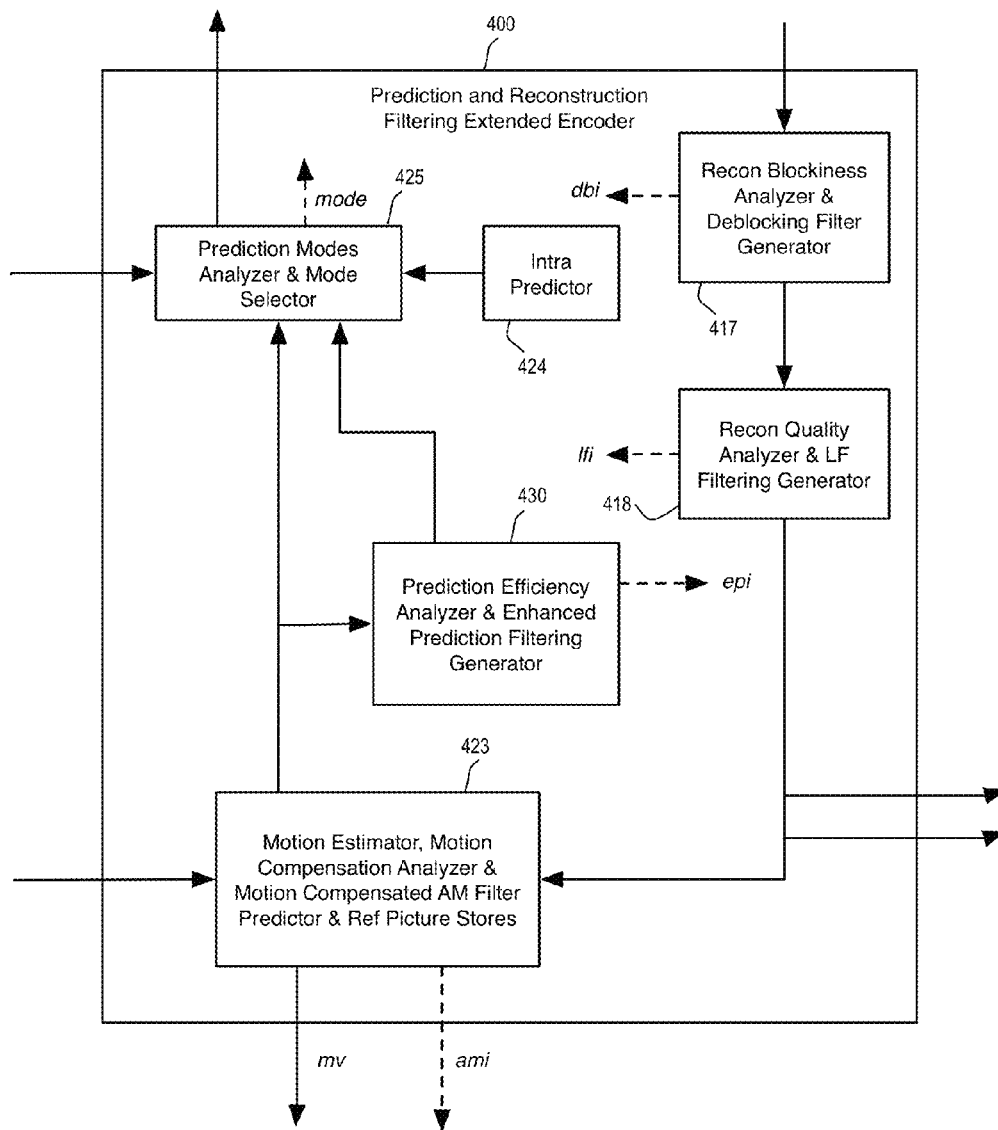 400
Prediction and Reconstruction
Filtering Extended Encoder
mode
425
Prediction Modes
Analyzer & Mode
Selector
Intra
Predictor
424
dbi
Recon Blockiness
Analyzer &
Deblocking Filter
Generator
417
lfi
Recon Quality
Analyzer & LF
Filtering Generator
418
430
Prediction Efficiency
Analyzer & Enhanced
Prediction Filtering
Generator
epi
423
Motion Estimator, Motion
Compensation Analyzer &
Motion Compensated AM Filter
Predictor & Ref Picture Stores
mv
ami